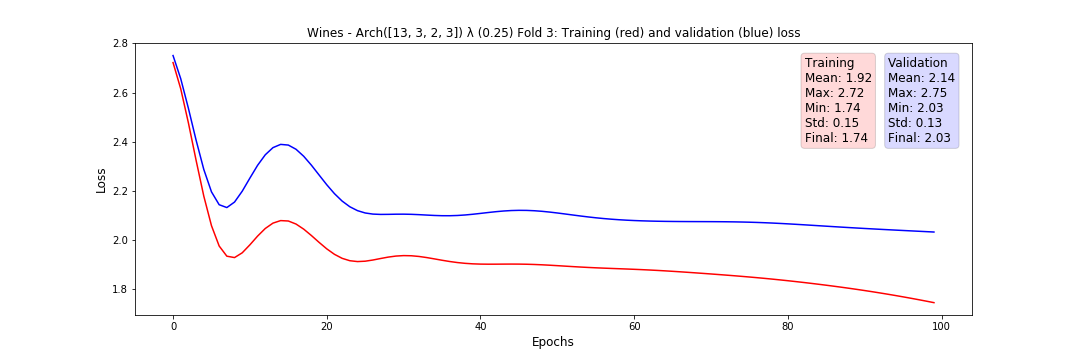 Wines - Arch([13, 3, 2, 3]) λ (0.25) Fold 3: Training (red) and validation (blue) loss
Training
Mean: 1.92
Max: 2.72
Min: 1.74
Std: 0.15
Final: 1.74
Validation
Mean: 2.14
Max: 2.75
Min: 2.03
Std: 0.13
Final: 2.03
Loss
2.8
2.6
2.4
2.2
2.0
1.8
0
20
40
60
80
100
Epochs